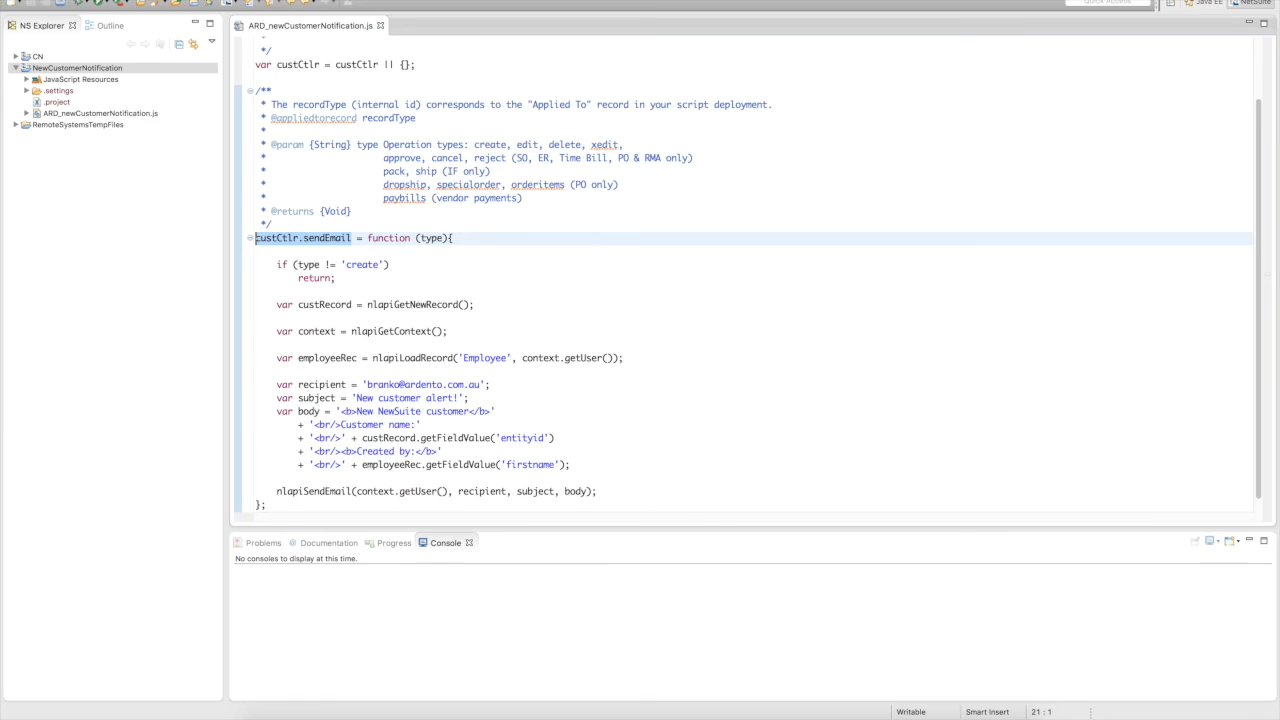 Quick Access
Java EE
NetSuite
NS Explorer
Outline
CN
NewCustomerNotification
JavaScript Resources
.settings
.project
ARD_newCustomerNotification.js
RemoteSystemsTempFiles
ARD_newCustomerNotification.js
*
*/
var custCtlr = custCtlr || {};
/**
* The recordType (internal id) corresponds to the "Applied To" record in your script deployment.
* @appliedtorecord recordType
*
* @param {String} type Operation types: create, edit, delete, xedit,
* approve, cancel, reject (SO, ER, Time Bill, PO & RMA only)
* pack, ship (IF only)
* dropship, specialorder, orderitems (PO only)
* paybills (vendor payments)
* @returns {Void}
*/
custCtlr.sendEmail = function (type){
if (type != 'create')
return;
var custRecord = nlapiGetNewRecord();
var context = nlapiGetContext();
var employeeRec = nlapiLoadRecord('Employee', context.getUser());
var recipient = 'branko@ardento.com.au';
var subject = 'New customer alert!';
var body = '<b>New NewSuite customer</b>'
+ '<br/>Customer name:'
+ '<br/>' + custRecord.getFieldValue('entityid')
+ '<br/><b>Created by:</b>'
+ '<br/>' + employeeRec.getFieldValue('firstname');
nlapiSendEmail(context.getUser(), recipient, subject, body);
};
Problems
Documentation
Progress
Console
No consoles to display at this time.
Writable
Smart Insert
21 : 1